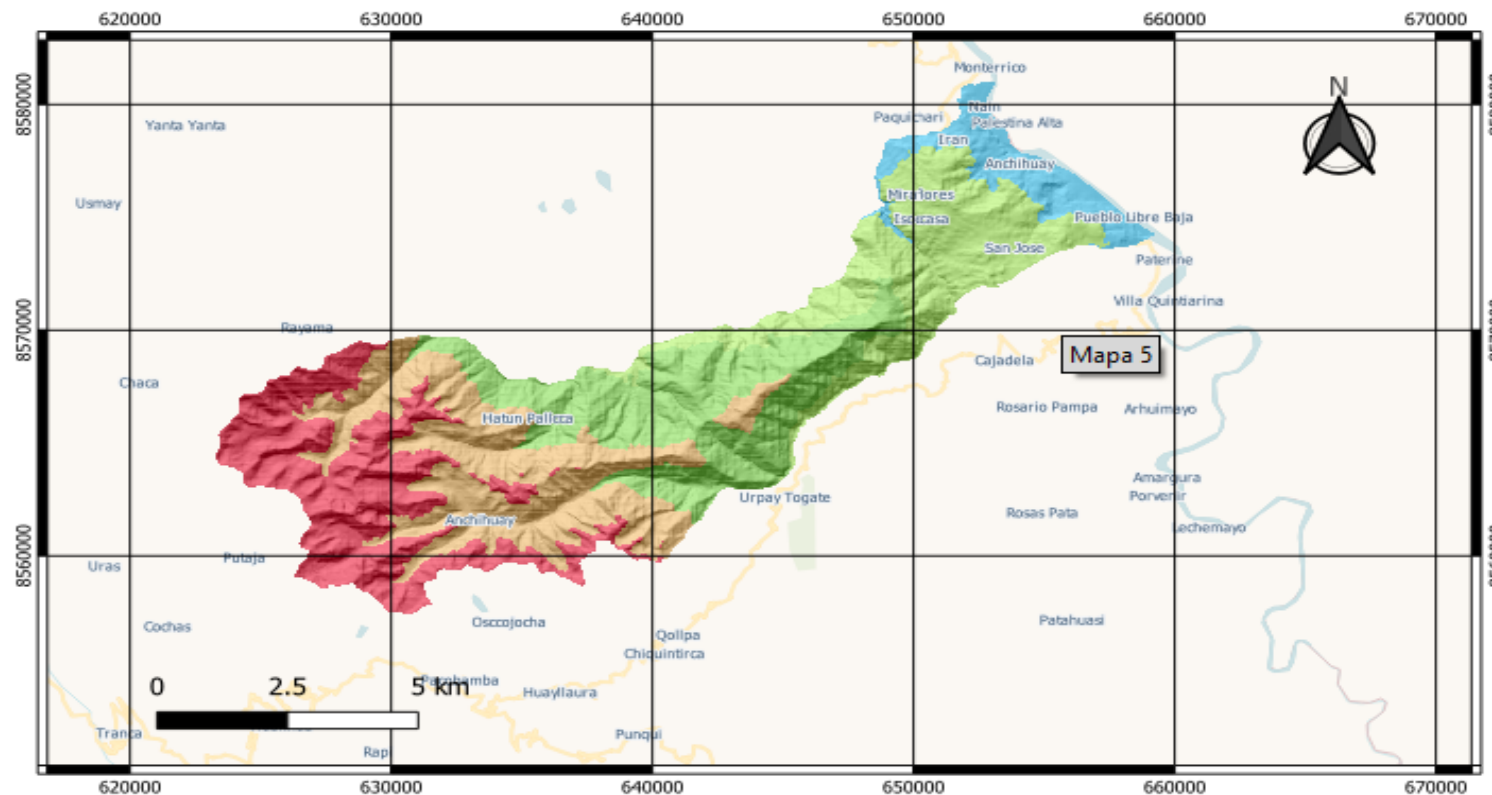 620000 630000 640000 650000 660000 670000
Monterrico
N
8580000
Nain
Paquichari
Palestina Alta
Yanta Yanta
Iran
Anchihuay
Miraflores
Usmay
Isoccasa
Pueblo Libre Baja
San Jose
Paterine
Villa Quintiarina
Rayama
8570000
Mapa 5
Cajadela
Chaca
Rosario Pampa
Arhuimayo
Hatun Pallcca
Amargura
Porvenir
Urpay Togate
Rosas Pata
Anchihuay
Lechemayo
Putaja
8560000
Uras
Osccojocha
Patahuasi
Cochas
Qollpa
Chiquintirca
0 2.5 5 km
Huayllaura
Tranca
Punqui
Rapi
620000 630000 640000 650000 660000 670000